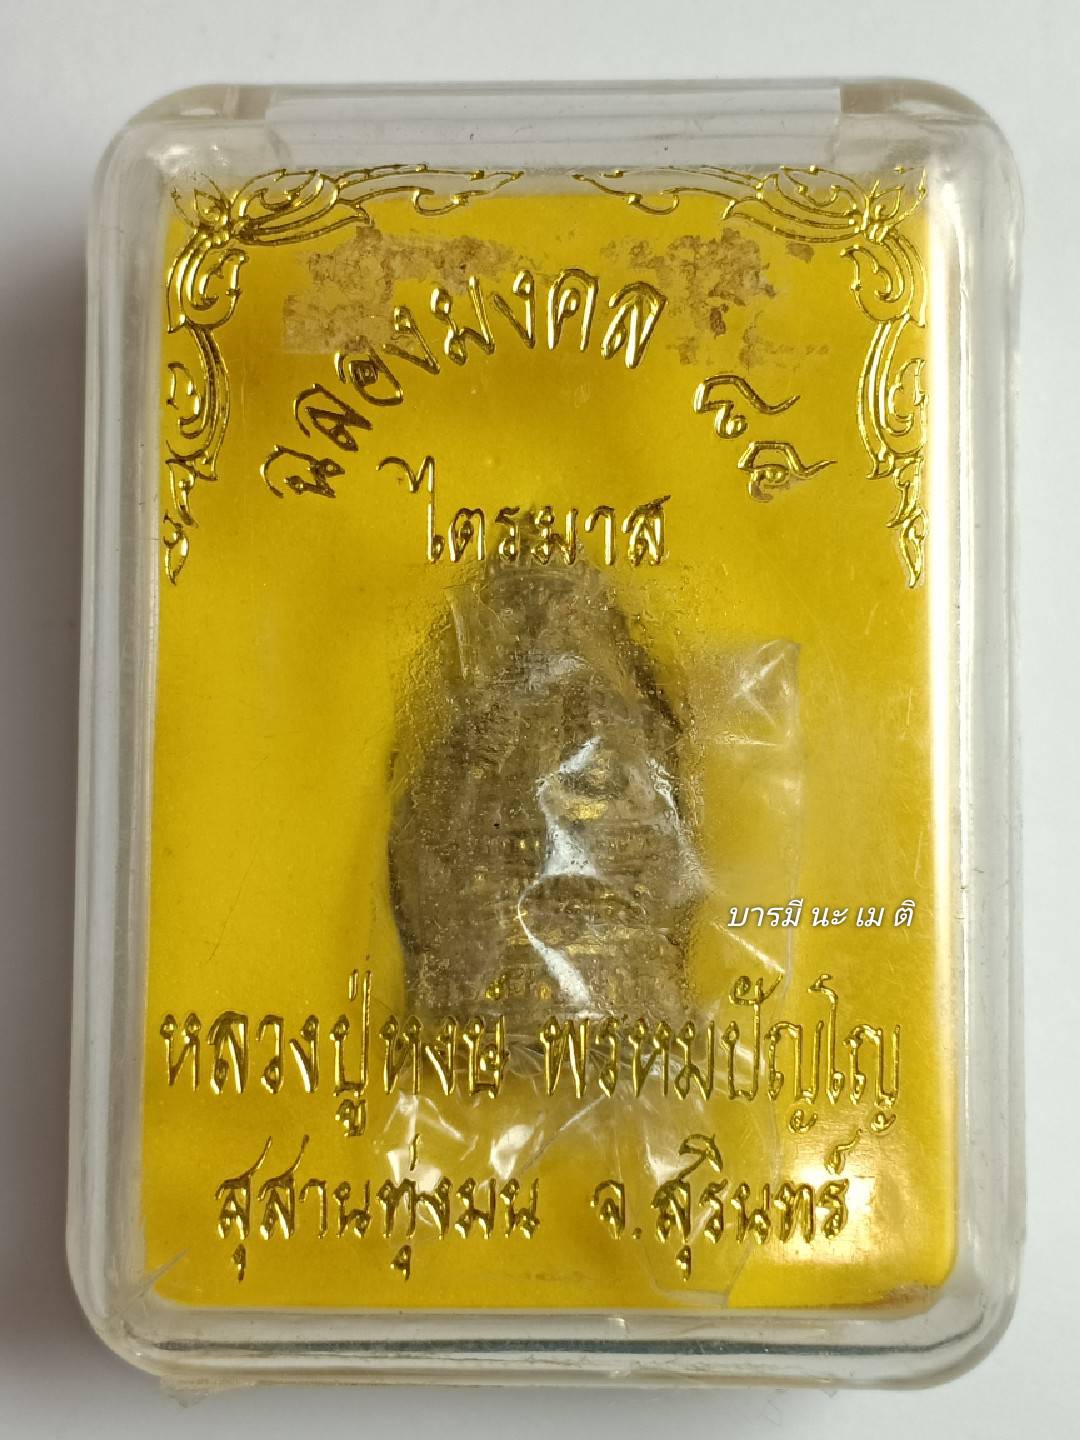 ฉลองมงคล ๙๘
ไตรมาส
บารมี นะ เม ติ
หลวงปู่หงษ์ พรหมปัญโญ
สุสานทุ่งมน จ.สุรินทร์